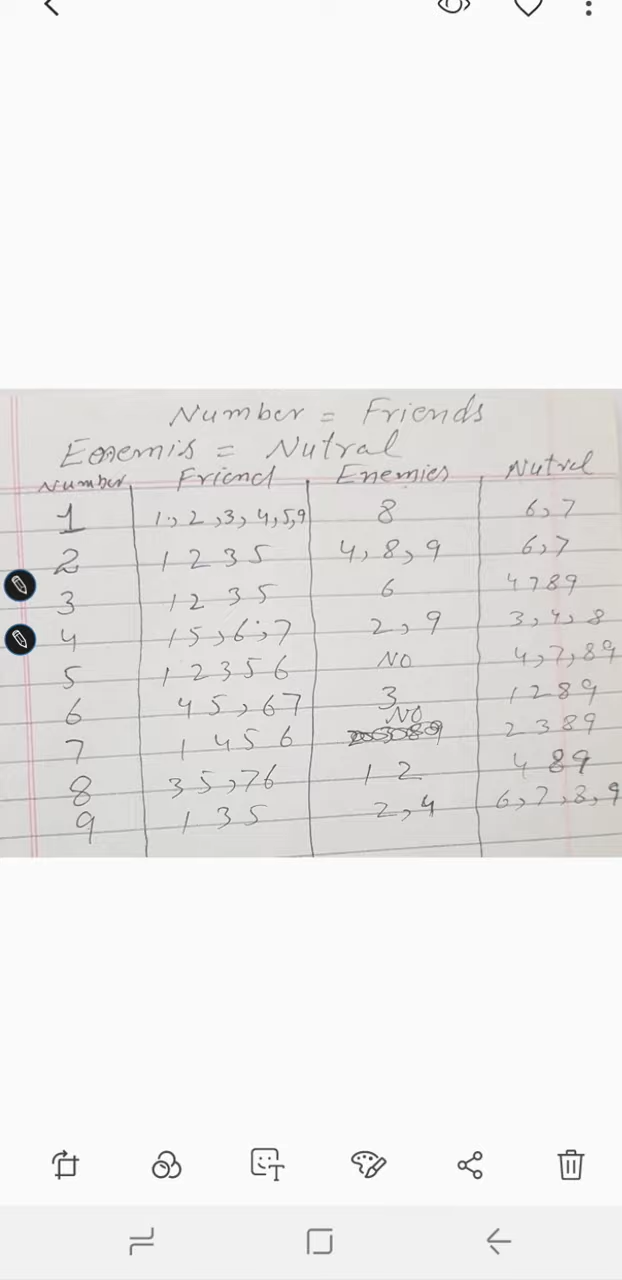 Number = Friends
Enemis = Nutral
Number Friend Enemies Nutrel
1 1, 2, 3, 4, 5, 9 8 6, 7
2 1 2 3 5 4, 8, 9 6, 7
3 1 2 3 5 6 4 7 8 9
4 1 5, 6, 7 2, 9 3, 4, 8
5 1 2 3 5 6 NO 4, 7, 8 9
6 4 5, 6 7 3 1 2 8 9
7 1 4 5 6 NO 2 3 8 9
8 3 5, 7 6 1 2 4 8 9
9 1 3 5 2, 4 6, 7, 8, 9